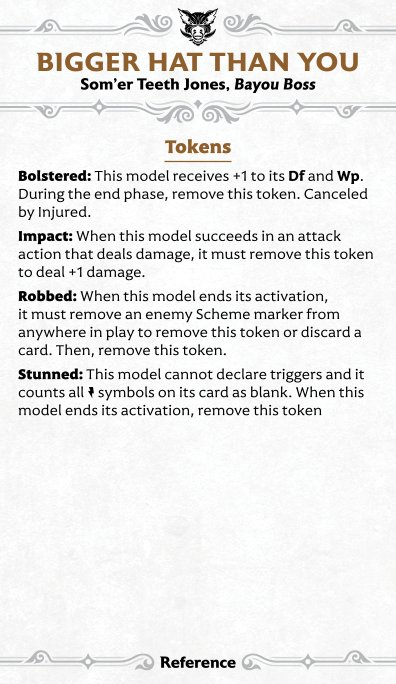 BIGGER HAT THAN YOU
Som'er Teeth Jones, Bayou Boss
Tokens
Bolstered: This model receives +1 to its Df and Wp.
During the end phase, remove this token. Canceled
by Injured.
Impact: When this model succeeds in an attack
action that deals damage, it must remove this token
to deal +1 damage.
Robbed: When this model ends its activation,
it must remove an enemy Scheme marker from
anywhere in play to remove this token or discard a
card. Then, remove this token.
Stunned: This model cannot declare triggers and it
counts all symbols on its card as blank. When this
model ends its activation, remove this token
Reference